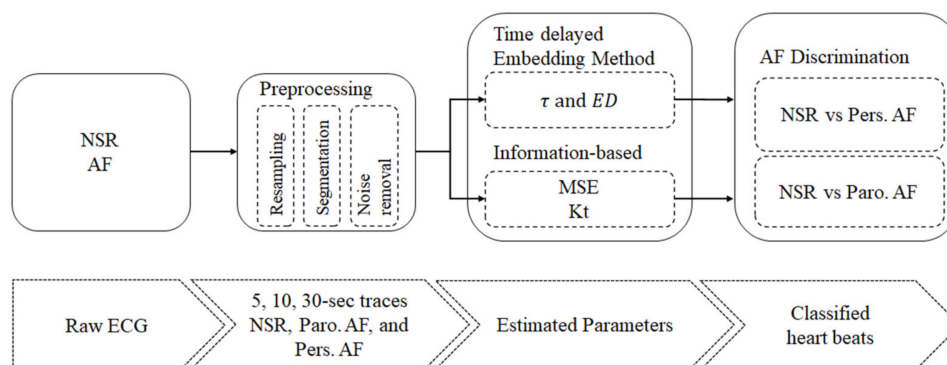 NSR
AF
Preprocessing
Resampling
Segmentation
Noise
removal
Time delayed
Embedding Method
τ and ED
Information-based
MSE
Kt
AF Discrimination
NSR vs Pers. AF
NSR vs Paro. AF
Raw ECG
5, 10, 30-sec traces
NSR, Paro. AF, and
Pers. AF
Estimated Parameters
Classified
heart beats